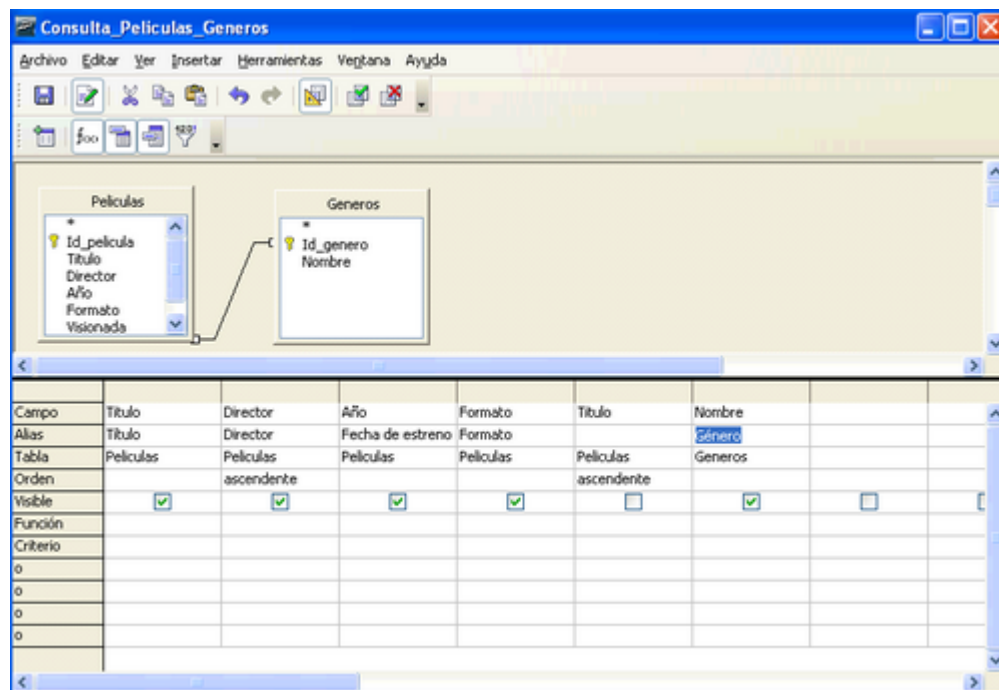 Consulta_Peliculas_Generos
Archivo Editar Ver Insertar Herramientas Ventana Ayuda
Peliculas
*
Id_pelicula
Titulo
Director
Año
Formato
Visionada
Generos
*
Id_genero
Nombre
Campo Titulo Director Año Formato Titulo Nombre
Alias Título Director Fecha de estreno Formato Género
Tabla Peliculas Peliculas Peliculas Peliculas Peliculas Generos
Orden ascendente ascendente
Visible
Función
Criterio
o
o
o
o